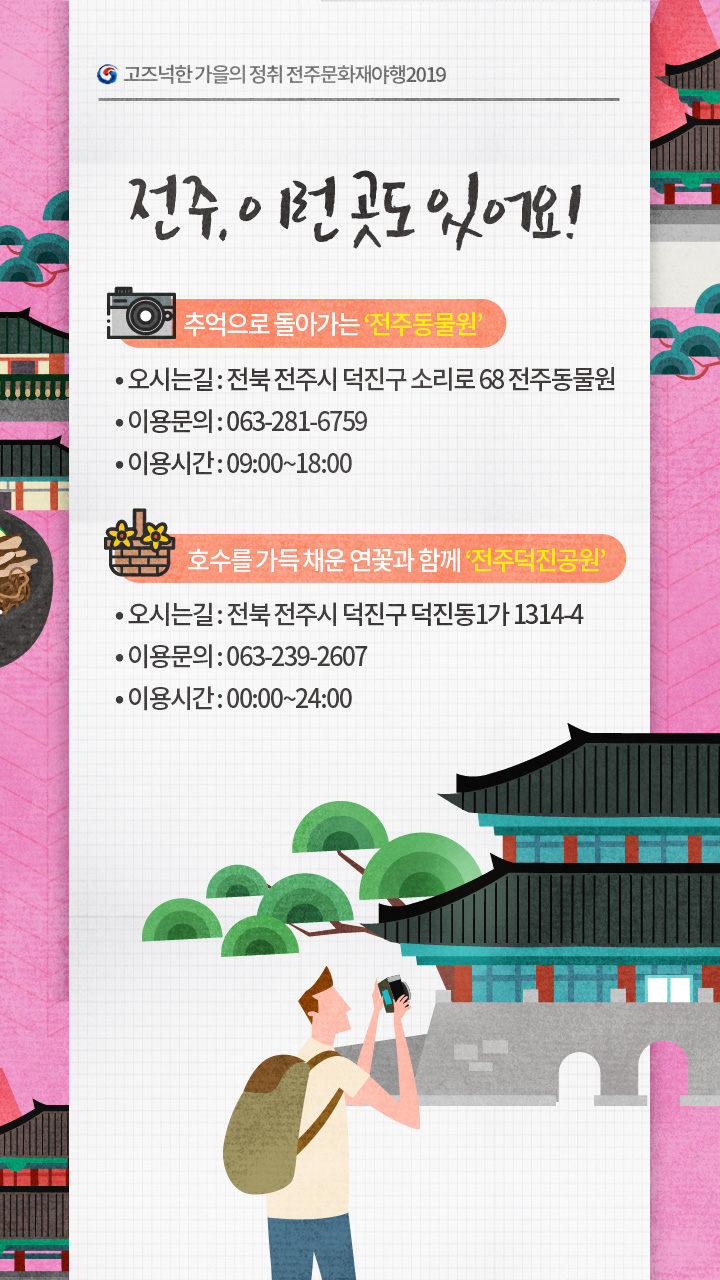 고즈넉한 가을의 정취 전주문화재야행2019
전주, 이런 곳도 있어요!
추억으로 돌아가는 ‘전주동물원’
• 오시는길 : 전북 전주시 덕진구 소리로 68 전주동물원
• 이용문의 : 063-281-6759
• 이용시간 : 09:00~18:00
호수를 가득 채운 연꽃과 함께 ‘전주덕진공원’
• 오시는길 : 전북 전주시 덕진구 덕진동1가 1314-4
• 이용문의 : 063-239-2607
• 이용시간 : 00:00~24:00